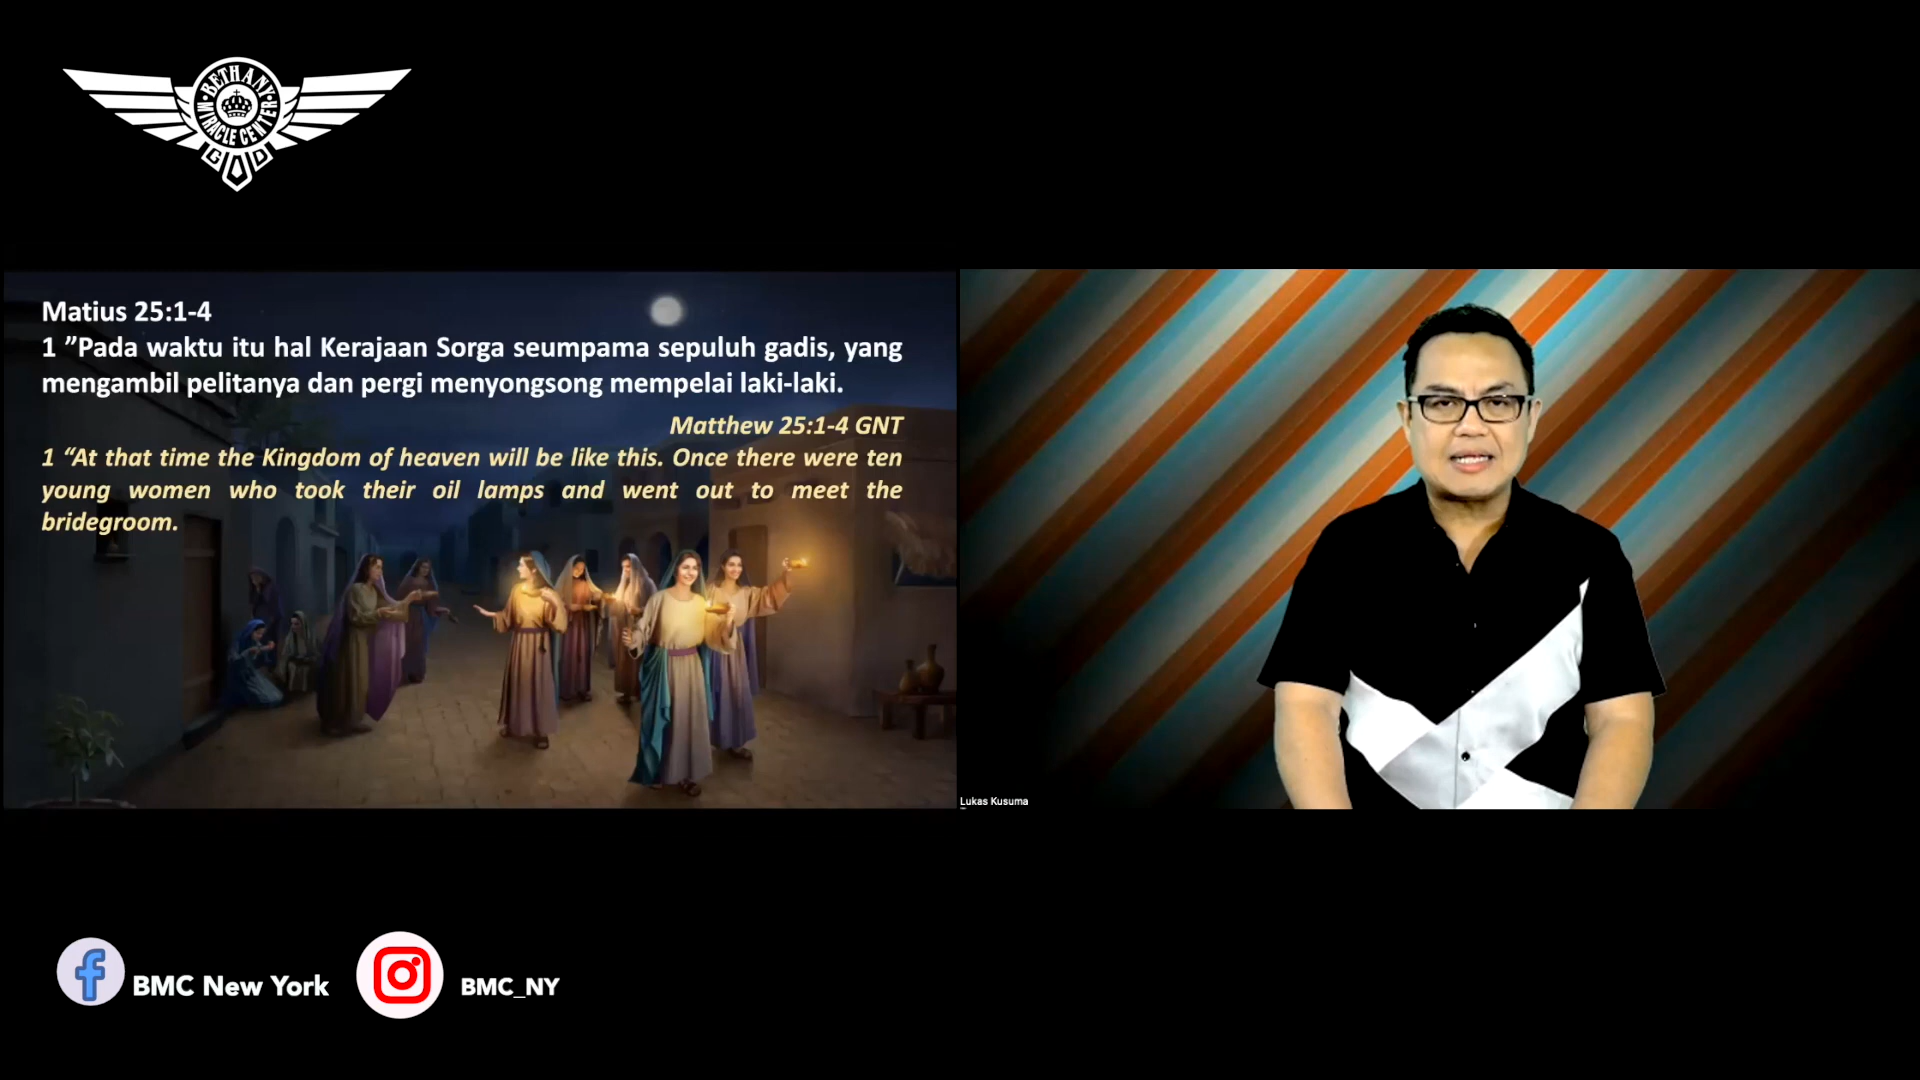 BETHANY
MIRACLE CENTER
GAD
Matius 25:1-4
1 ”Pada waktu itu hal Kerajaan Sorga seumpama sepuluh gadis, yang
mengambil pelitanya dan pergi menyongsong mempelai laki-laki.
Matthew 25:1-4 GNT
1 “At that time the Kingdom of heaven will be like this. Once there were ten
young women who took their oil lamps and went out to meet the
bridegroom.
Lukas Kusuma
BMC New York
BMC_NY